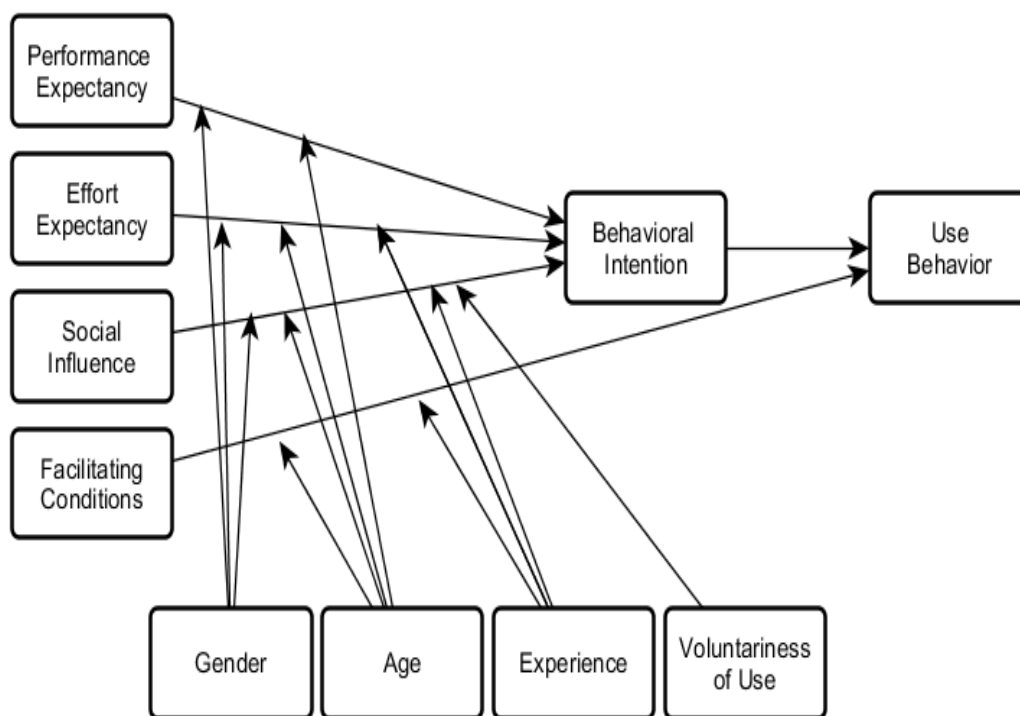 Performance
Expectancy
Effort
Expectancy
Behavioral
Intention
Use
Behavior
Social
Influence
Facilitating
Conditions
Gender
Age
Experience
Voluntariness
of Use